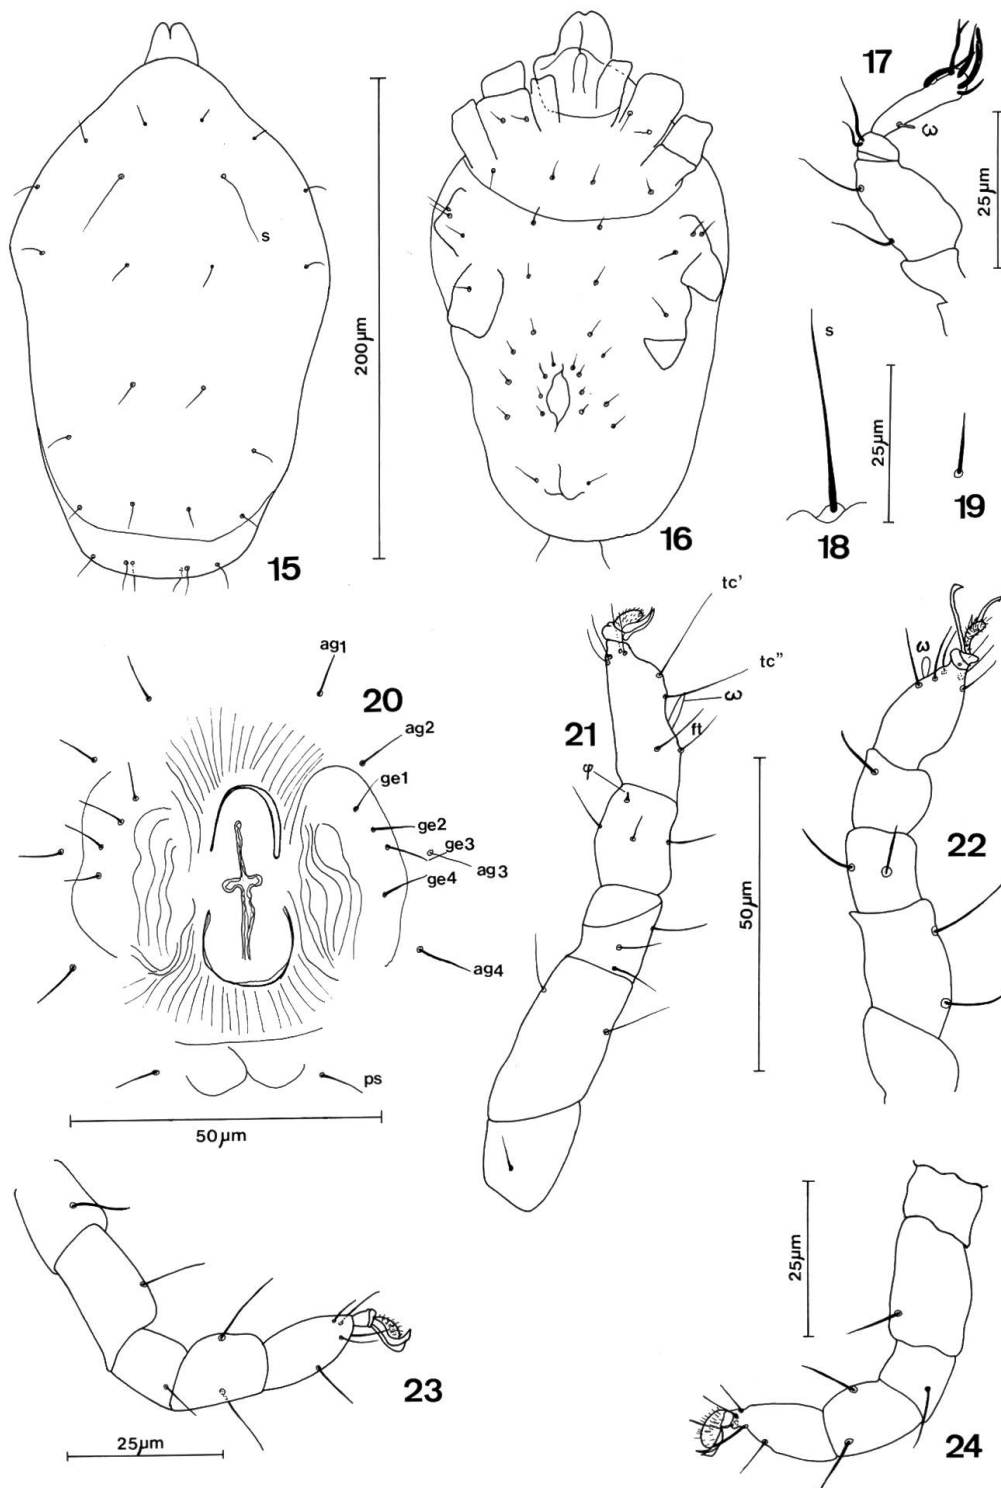 17
ω
25µm
s
200µm
s
25µm
19
18
16
15
tc'
ag1
tc"
20
ω
ω
21
ft
ag2
φ
ge1
ge2
22
ge3
ag3
ge4
50µm
ag4
ps
50µm
25µm
23
25µm
24